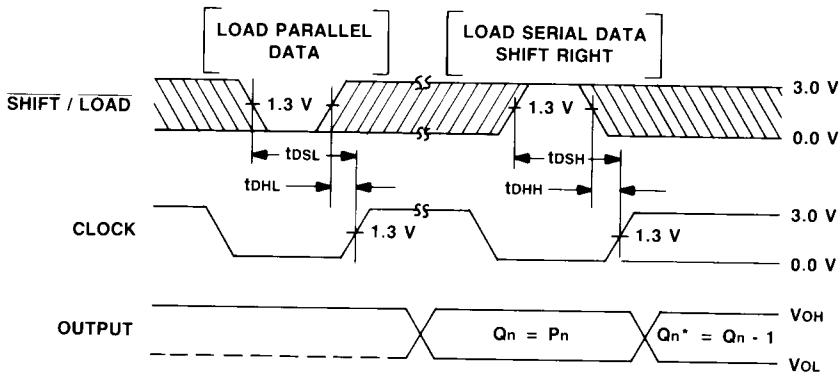 LOAD PARALLEL
DATA
LOAD SERIAL DATA
SHIFT RIGHT
SHIFT / LOAD
1.3 V
1.3 V
3.0 V
0.0 V
tDSL
tDSH
tDHL
tDHH
CLOCK
1.3 V
1.3 V
3.0 V
0.0 V
OUTPUT
Qn = Pn
Qn* = Qn - 1
VOH
VOL